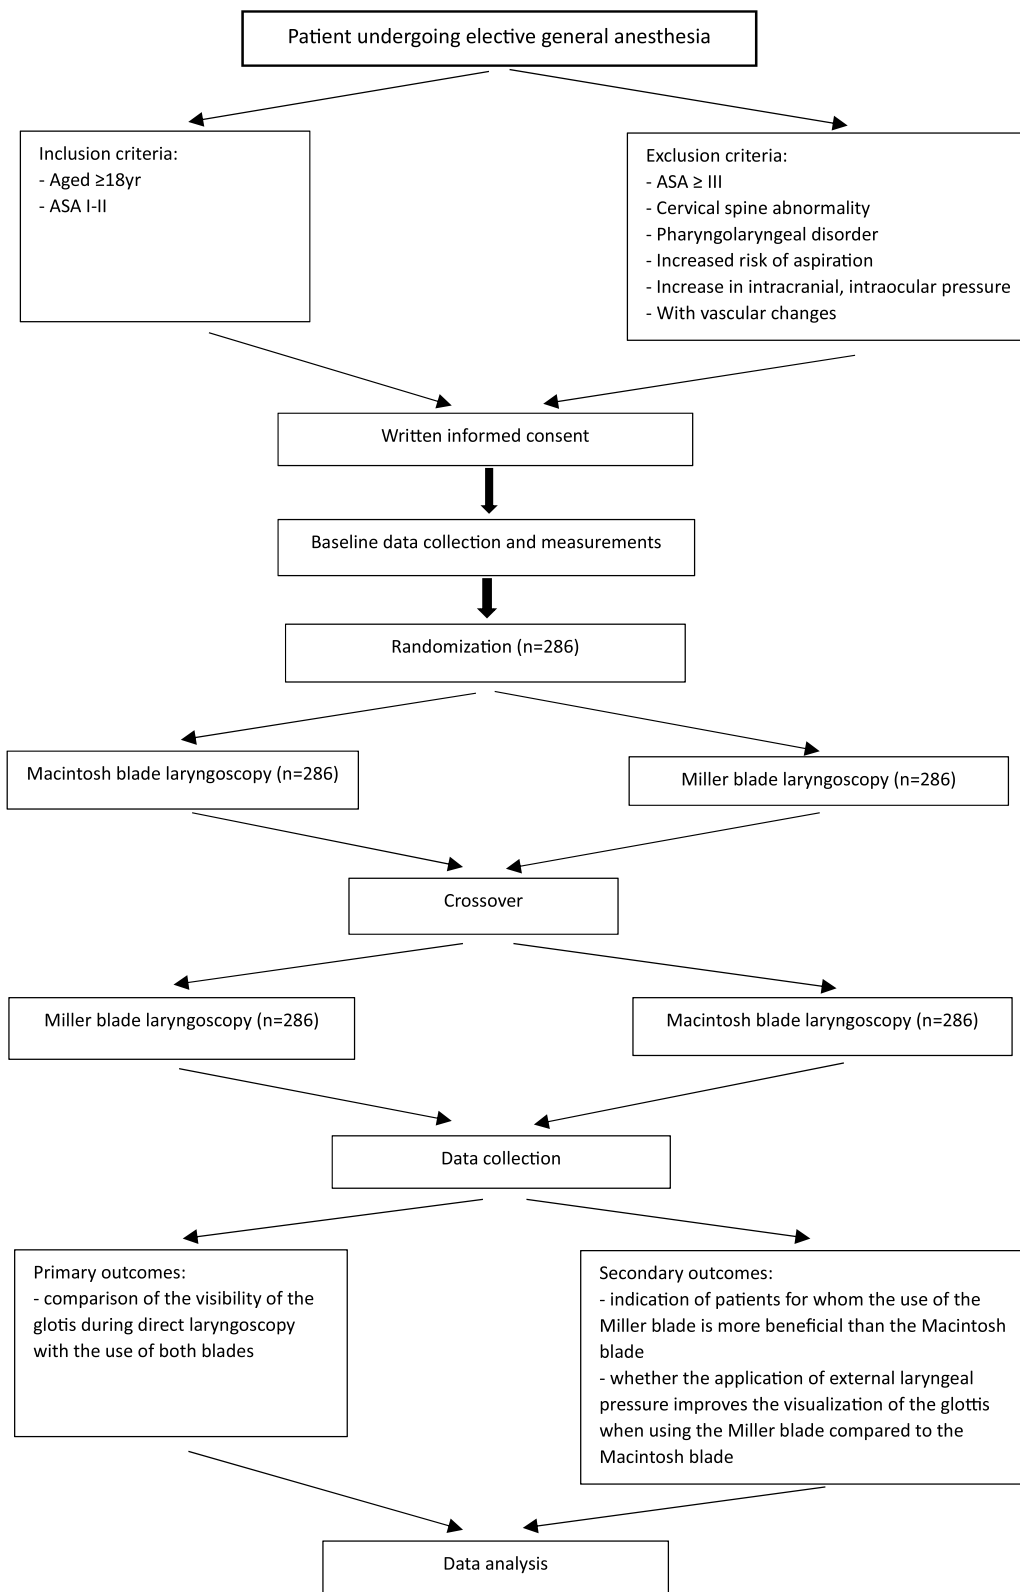 Patient undergoing elective general anesthesia
Inclusion criteria:
- Aged ≥18yr
- ASA I-II
Exclusion criteria:
- ASA ≥ III
- Cervical spine abnormality
- Pharyngolaryngeal disorder
- Increased risk of aspiration
- Increase in intracranial, intraocular pressure
- With vascular changes
Written informed consent
Baseline data collection and measurements
Randomization (n=286)
Macintosh blade laryngoscopy (n=286)
Miller blade laryngoscopy (n=286)
Crossover
Miller blade laryngoscopy (n=286)
Macintosh blade laryngoscopy (n=286)
Data collection
Primary outcomes:
- comparison of the visibility of the
glotis during direct laryngoscopy
with the use of both blades
Secondary outcomes:
- indication of patients for whom the use of the
Miller blade is more beneficial than the Macintosh
blade
- whether the application of external laryngeal
pressure improves the visualization of the glottis
when using the Miller blade compared to the
Macintosh blade
Data analysis